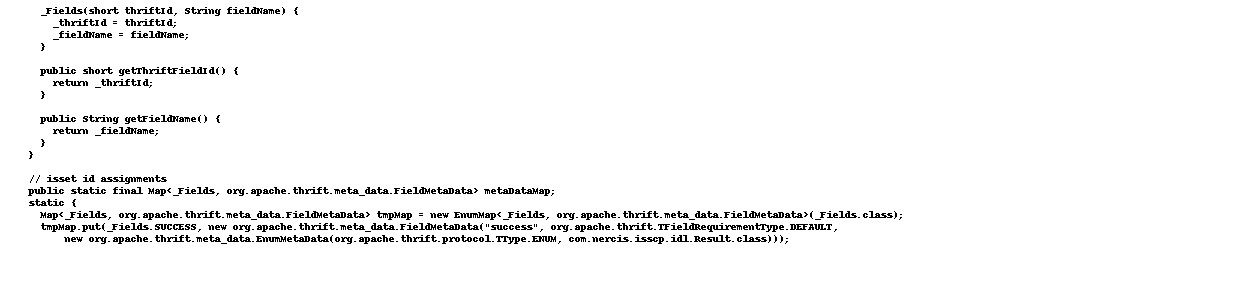 _Fields(short thriftId, String fieldName) {
_thriftId = thriftId;
_fieldName = fieldName;
}
public short getThriftFieldId() {
return _thriftId;
}
public String getFieldName() {
return _fieldName;
}
}
// isset id assignments
public static final Map<_Fields, org.apache.thrift.meta_data.FieldMetaData> metaDataMap;
static {
Map<_Fields, org.apache.thrift.meta_data.FieldMetaData> tmpMap = new EnumMap<_Fields, org.apache.thrift.meta_data.FieldMetaData>(_Fields.class);
tmpMap.put(_Fields.SUCCESS, new org.apache.thrift.meta_data.FieldMetaData("success", org.apache.thrift.TFieldRequirementType.DEFAULT,
new org.apache.thrift.meta_data.EnumMetaData(org.apache.thrift.protocol.TType.ENUM, com.nercis.isscp.idl.Result.class)));